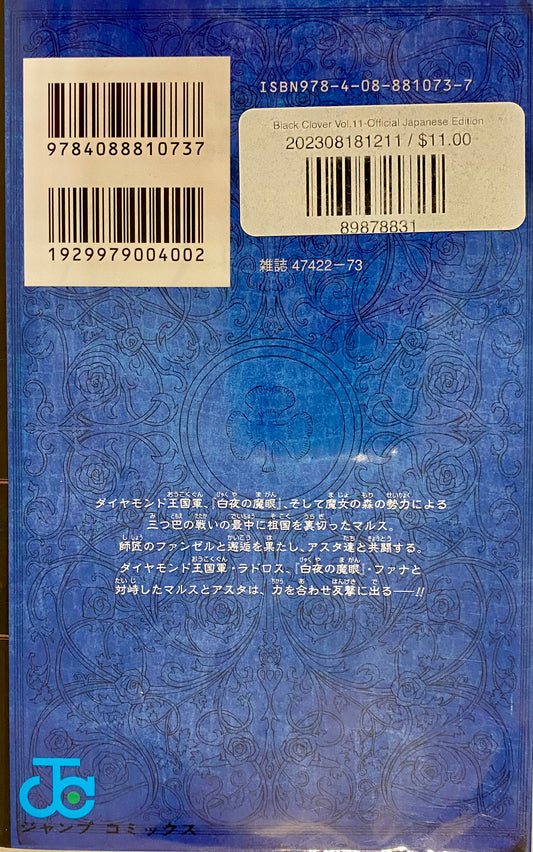 ISBN978-4-08-881073-7
9784088810737
Black Clover Vol.11-Official Japanese Edition
202308181211 / $11.00
89878831
1929979004002
雑誌 47422-73
ダイヤモンド王国軍、『白夜の魔眼』、そして魔女の森の勢力による
三つ巴の戦いの最中に祖国を裏切ったマルス。
師匠のファンゼルと邂逅を果たし、アスタ達と共闘する。
ダイヤモンド王国軍・ラドロス、『白夜の魔眼』・ファナと
対峙したマルスとアスタは、力を合わせ反撃に出る――!!
JC
ジャンプ コミックス